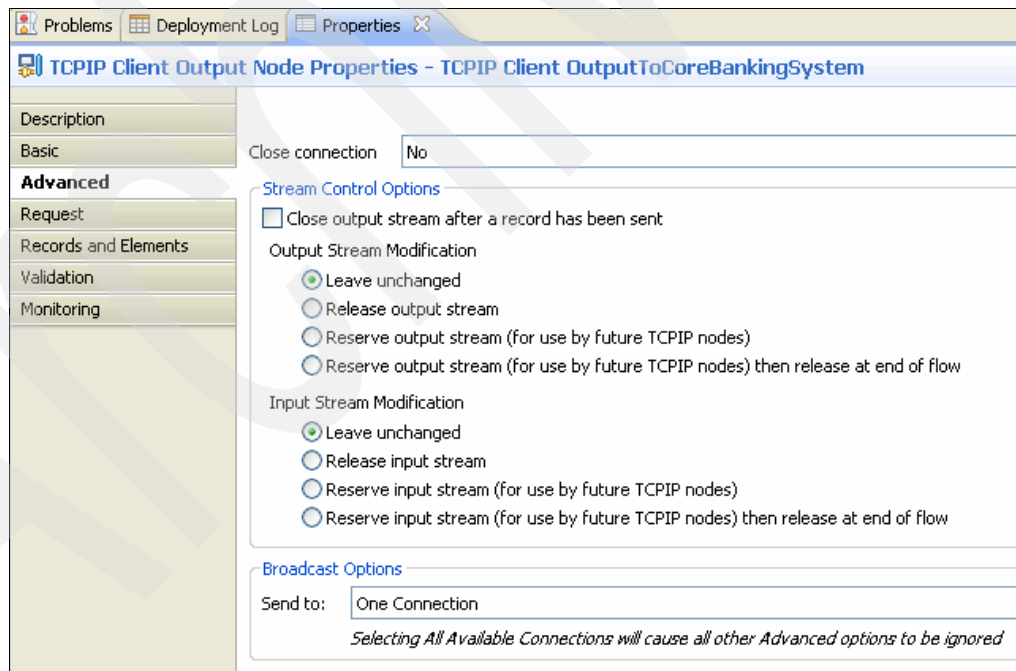 Problems Deployment Log Properties
TCPIP Client Output Node Properties - TCPIP Client OutputToCoreBankingSystem
Description
Basic
Advanced
Request
Records and Elements
Validation
Monitoring
Close connection No
Stream Control Options
Close output stream after a record has been sent
Output Stream Modification
Leave unchanged
Release output stream
Reserve output stream (for use by future TCPIP nodes)
Reserve output stream (for use by future TCPIP nodes) then release at end of flow
Input Stream Modification
Leave unchanged
Release input stream
Reserve input stream (for use by future TCPIP nodes)
Reserve input stream (for use by future TCPIP nodes) then release at end of flow
Broadcast Options
Send to: One Connection
Selecting All Available Connections will cause all other Advanced options to be ignored